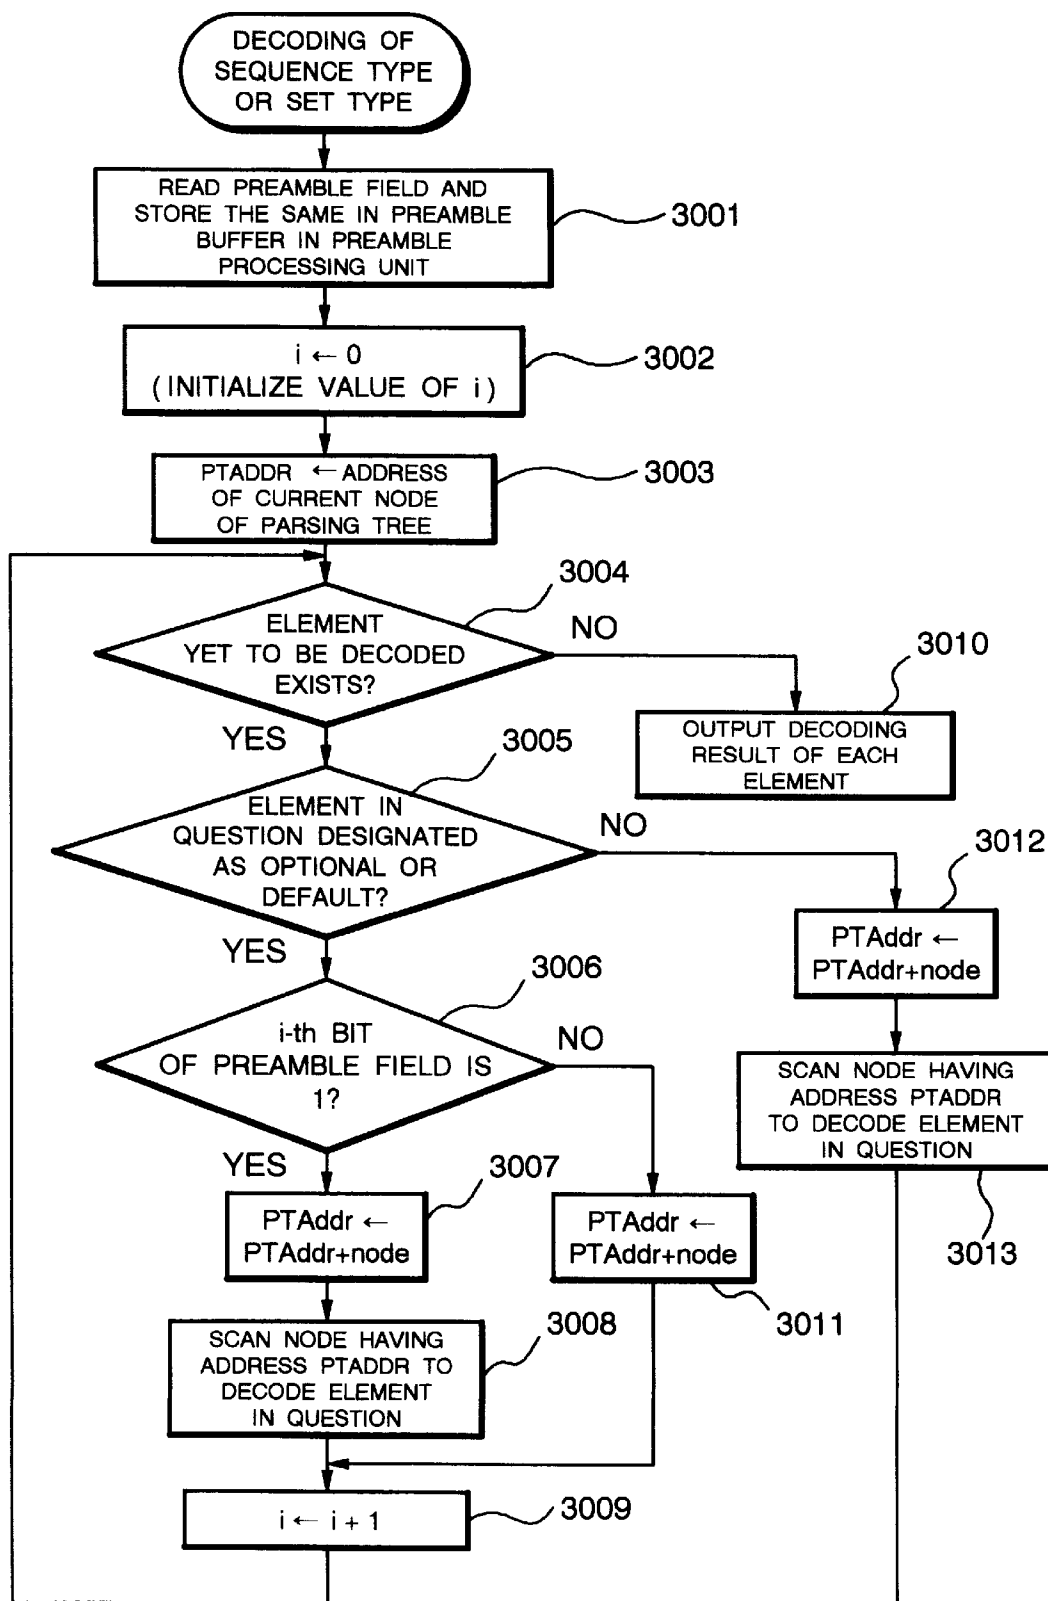 DECODING OF
SEQUENCE TYPE
OR SET TYPE
READ PREAMBLE FIELD AND
STORE THE SAME IN PREAMBLE
BUFFER IN PREAMBLE
PROCESSING UNIT
3001
i ← 0
(INITIALIZE VALUE OF i)
3002
PTADDR ← ADDRESS
OF CURRENT NODE
OF PARSING TREE
3003
3004
ELEMENT
YET TO BE DECODED
EXISTS?
NO
3010
OUTPUT DECODING
RESULT OF EACH
ELEMENT
YES
3005
ELEMENT IN
QUESTION DESIGNATED
AS OPTIONAL OR
DEFAULT?
NO
3012
PTAddr ←
PTAddr+node
YES
3006
i-th BIT
OF PREAMBLE FIELD IS
1?
NO
SCAN NODE HAVING
ADDRESS PTADDR
TO DECODE ELEMENT
IN QUESTION
3013
YES
3007
PTAddr ←
PTAddr+node
PTAddr ←
PTAddr+node
3011
SCAN NODE HAVING
ADDRESS PTADDR TO
DECODE ELEMENT
IN QUESTION
3008
i ← i + 1
3009